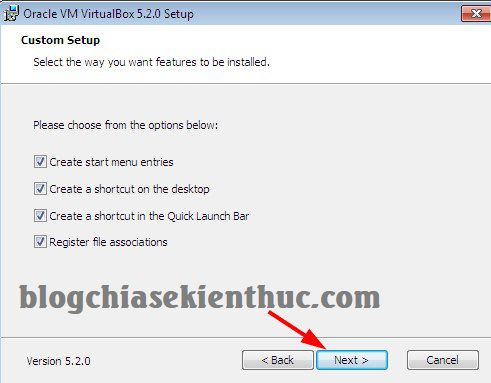 Oracle VM VirtualBox 5.2.0 Setup
Custom Setup
Select the way you want features to be installed.
Please choose from the options below:
Create start menu entries
Create a shortcut on the desktop
Create a shortcut in the Quick Launch Bar
Register file associations
blogchiasekienthuc.com
Version 5.2.0
< Back
Next >
Cancel